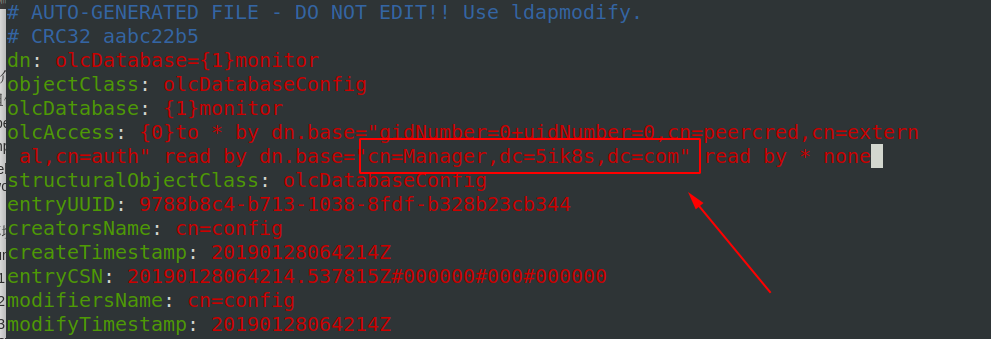 # AUTO-GENERATED FILE - DO NOT EDIT!! Use ldapmodify.
# CRC32 aabc22b5
dn: olcDatabase={1}monitor
objectClass: olcDatabaseConfig
olcDatabase: {1}monitor
olcAccess: {0}to * by dn.base="gidNumber=0+uidNumber=0,cn=peercred,cn=extern
 al,cn=auth" read by dn.base="cn=Manager,dc=5ik8s,dc=com" read by * none
structuralObjectClass: olcDatabaseConfig
entryUUID: 9788b8c4-b713-1038-8fdf-b328b23cb344
creatorsName: cn=config
createTimestamp: 20190128064214Z
entryCSN: 20190128064214.537815Z#000000#000#000000
modifiersName: cn=config
modifyTimestamp: 20190128064214Z